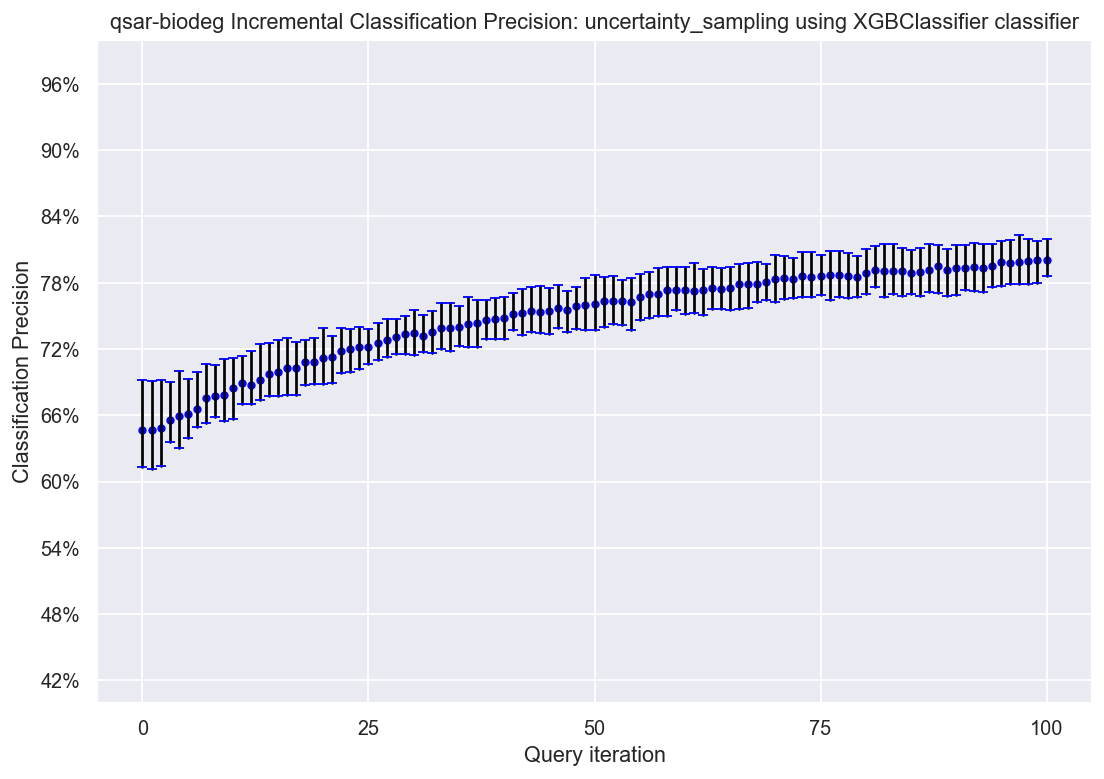 qsar-biodeg Incremental Classification Precision: uncertainty_sampling using XGBClassifier classifier
96%
90%
84%
78%
72%
66%
60%
54%
48%
42%
Classification Precision
0 25 50 75 100
Query iteration